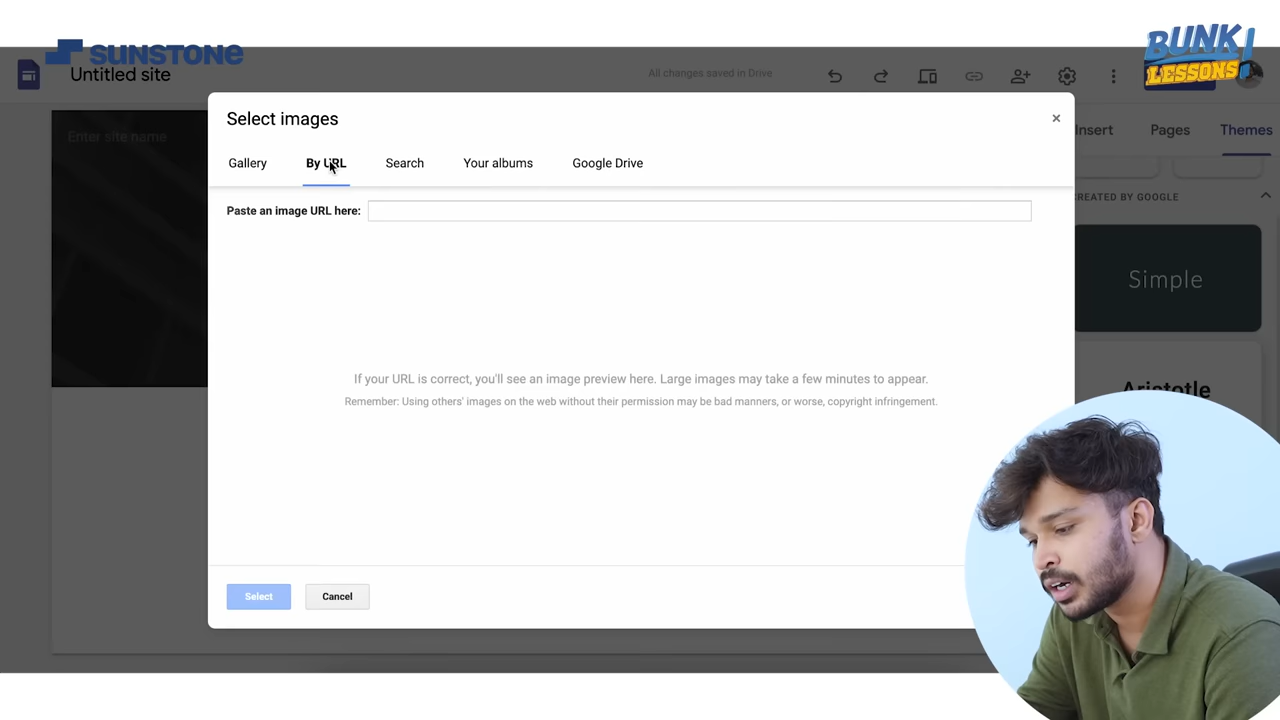 SUNSTONE
BUNK
LESSONS!
Untitled site
All changes saved in Drive
Enter site name
Insert
Pages
Themes
Select images
×
Gallery
By URL
Search
Your albums
Google Drive
Paste an image URL here:
CREATED BY GOOGLE
Simple
If your URL is correct, you'll see an image preview here. Large images may take a few minutes to appear.
Remember: Using others' images on the web without their permission may be bad manners, or worse, copyright infringement.
Aristotle
Select
Cancel